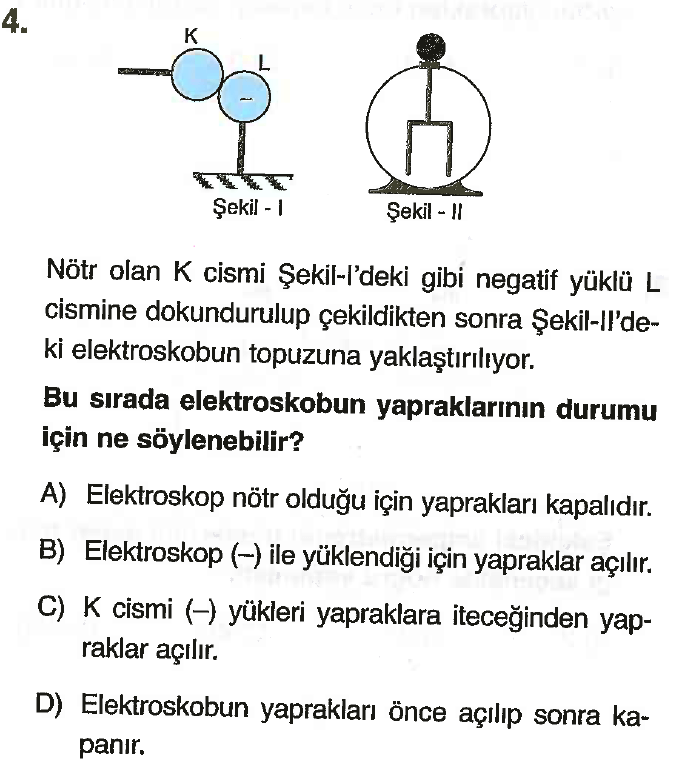 4.
K
L
–
Şekil - I
Şekil - II
Nötr olan K cismi Şekil-I'deki gibi negatif yüklü L
cismine dokundurulup çekildikten sonra Şekil-II'de-
ki elektroskobun topuzuna yaklaştırılıyor.
Bu sırada elektroskobun yapraklarının durumu
için ne söylenebilir?
A) Elektroskop nötr olduğu için yaprakları kapalıdır.
B) Elektroskop (–) ile yüklendiği için yapraklar açılır.
C) K cismi (–) yükleri yapraklara iteceğinden yap-
raklar açılır.
D) Elektroskobun yaprakları önce açılıp sonra ka-
panır.